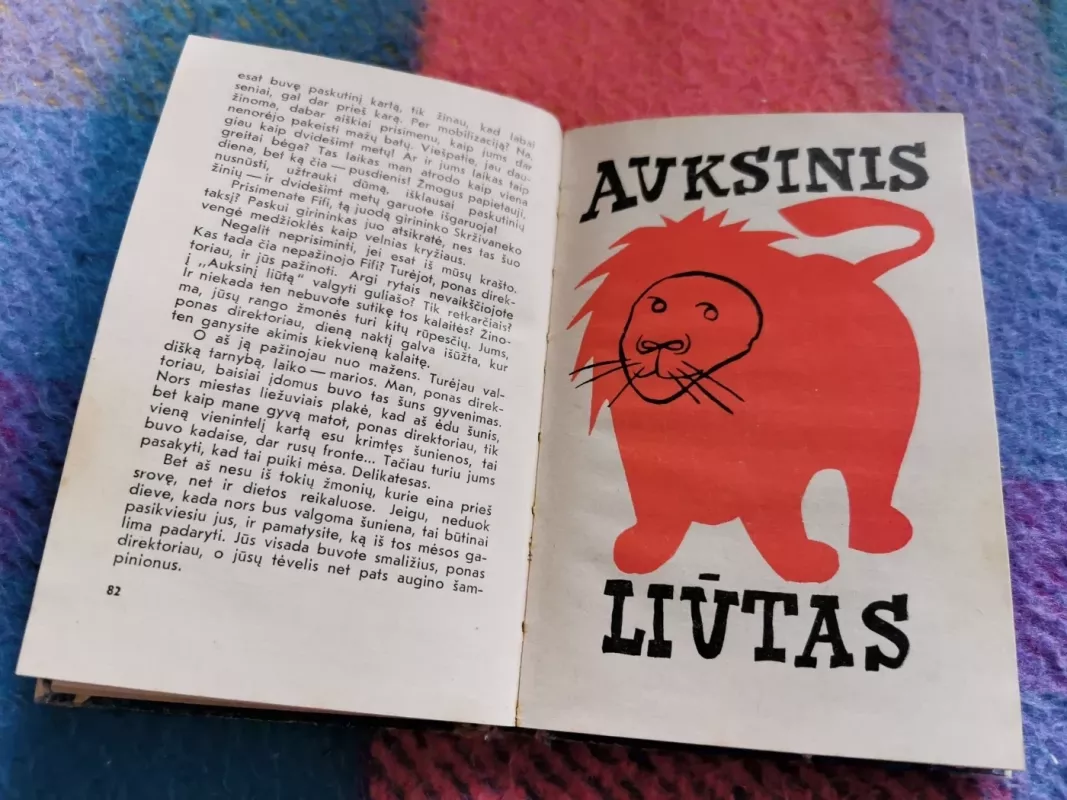 esat buvę paskutinį kartą, tik žinau, kad labai
seniai, gal dar prieš karą. Per mobilizaciją? Na,
žinoma, dabar aiškiai prisimenu, kaip jums dar
nenorėjo pakeisti mažų batų. Viešpatie, jau dau-
giau kaip dvidešimt metų! Ar ir jums laikas taip
greitai bėga? Tas laikas man atrodo kaip viena
diena, bet ką čia — pusdienis! Žmogus papietauji,
nusnūsti, užtrauki dūmą, išklausai paskutinių
žinių — ir dvidešimt metų garuote išgaruoja!
Prisimenate Fifi, tą juodą girininko Skrživaneko
taksį? Paskui girininkas juo atsikratė, nes tas šuo
vengė medžioklės kaip velnias kryžiaus.
Negalit neprisiminti, jei esat iš mūsų krašto.
Kas tada čia nepažinojo Fifi? Turėjot, ponas direk-
toriau, ir jūs pažinoti. Argi rytais nevaikščiojote
į „Auksinį liūtą“ valgyti guliašo? Tik retkarčiais?
Ir niekada ten nebuvote sutikę tos kalaitės? Žino-
ma, jūsų rango žmonės turi kitų rūpesčių. Jums,
ponas direktoriau, dieną naktį galva išūžta, kur
ten ganysite akimis kiekvieną kalaitę.
O aš ją pažinojau nuo mažens. Turėjau val-
dišką tarnybą, laiko — marios. Man, ponas direk-
toriau, baisiai įdomus buvo tas šuns gyvenimas.
Nors miestas liežuviais plakė, kad aš ėdu šunis,
bet kaip mane gyvą matot, ponas direktoriau, tik
vieną vienintelį kartą esu krimtęs šunienos, tai
buvo kadaise, dar rusų fronte... Tačiau turiu jums
pasakyti, kad tai puiki mėsa. Delikatesas.
Bet aš nesu iš tokių žmonių, kurie eina prieš
srovę, net ir dietos reikaluose. Jeigu, neduok
dieve, kada nors bus valgoma šuniena, tai būtinai
pasikviesiu jus, ir pamatysite, ką iš tos mėsos ga-
lima padaryti. Jūs visada buvote smaližius, ponas
direktoriau, o jūsų tėvelis net pats augino šam-
pinionus.
82
AUKSINIS
LIŪTAS